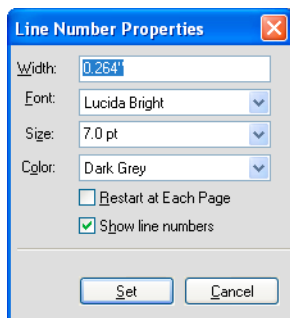 Line Number Properties
Width: 0.264"
Font: Lucida Bright
Size: 7.0 pt
Color: Dark Grey
Restart at Each Page
Show line numbers
Set Cancel